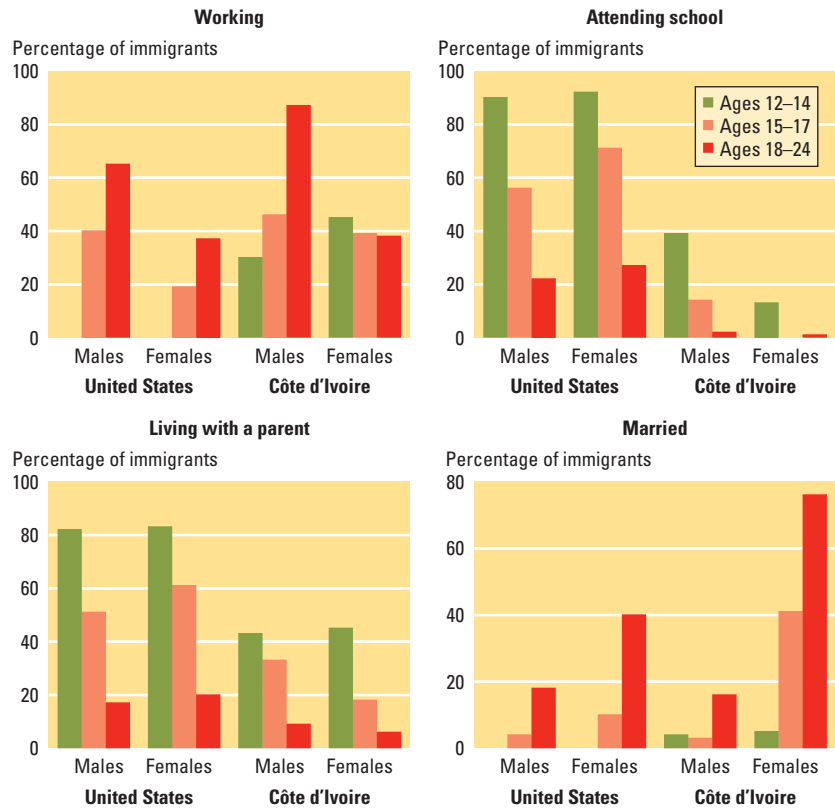 Working
Percentage of immigrants
100
80
60
40
20
0
Males Females Males Females
United States Côte d'Ivoire
Attending school
Percentage of immigrants
100
80
60
40
20
0
Ages 12–14
Ages 15–17
Ages 18–24
Males Females Males Females
United States Côte d'Ivoire
Living with a parent
Percentage of immigrants
100
80
60
40
20
0
Males Females Males Females
United States Côte d'Ivoire
Married
Percentage of immigrants
80
60
40
20
0
Males Females Males Females
United States Côte d'Ivoire